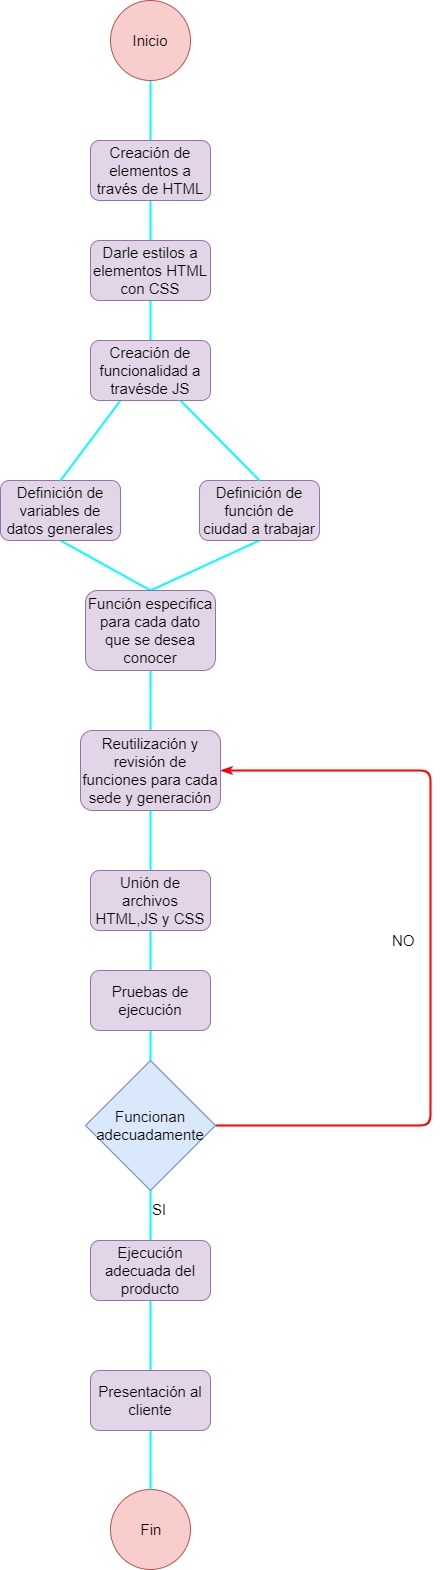 Inicio
Creación de
elementos a
través de HTML
Darle estilos a
elementos HTML
con CSS
Creación de
funcionalidad a
travésde JS
Definición de
variables de
datos generales
Definición de
función de
ciudad a trabajar
Función especifica
para cada dato
que se desea
conocer
Reutilización y
revisión de
funciones para cada
sede y generación
Unión de
archivos
HTML,JS y CSS
NO
Pruebas de
ejecución
Funcionan
adecuadamente
SI
Ejecución
adecuada del
producto
Presentación al
cliente
Fin